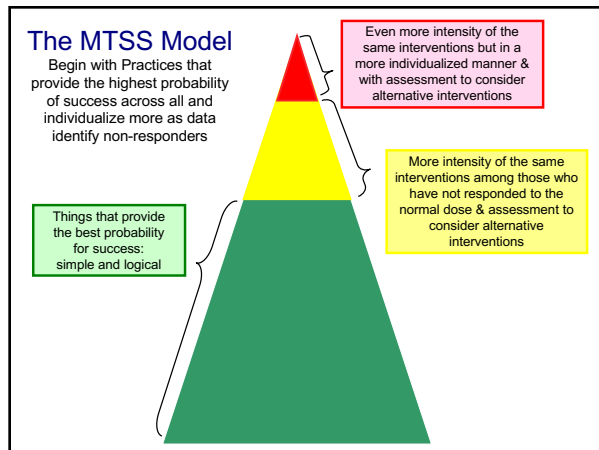 The MTSS Model
Begin with Practices that
provide the highest probability
of success across all and
individualize more as data
identify non-responders
Even more intensity of the
same interventions but in a
more individualized manner &
with assessment to consider
alternative interventions
More intensity of the same
interventions among those who
have not responded to the
normal dose & assessment to
consider alternative
interventions
Things that provide
the best probability
for success:
simple and logical